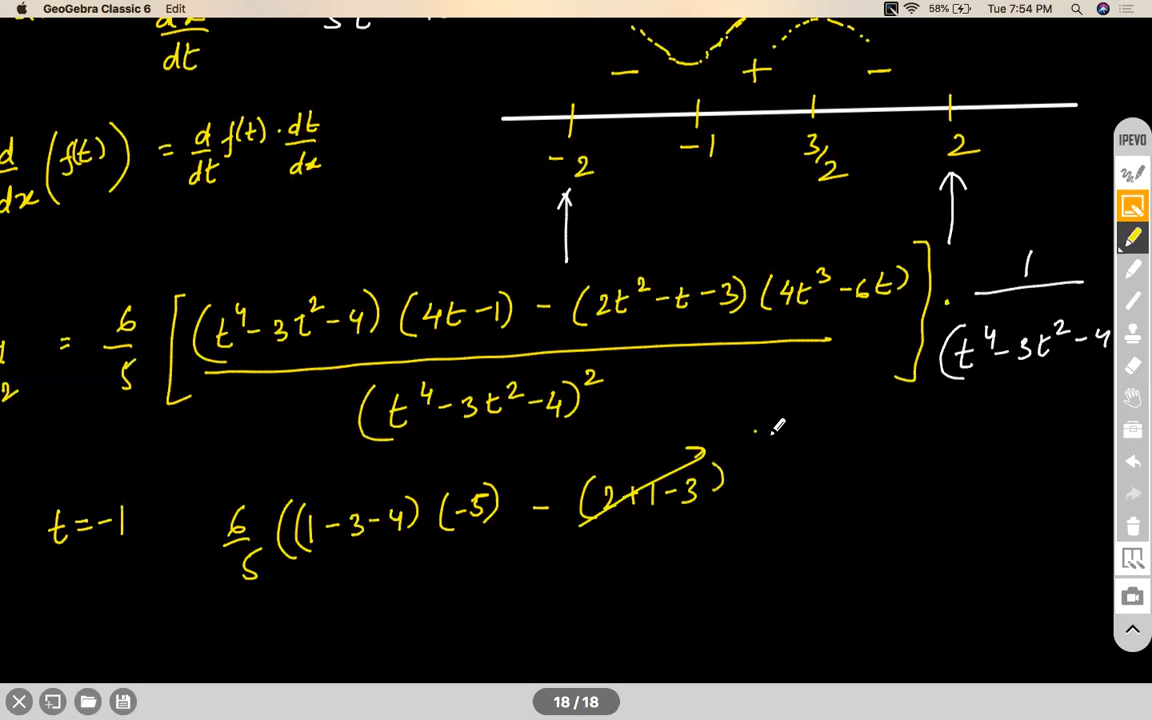 GeoGebra Classic 6 Edit 58% Tue 7:54 PM
dt
- + -
-2 -1 3/2 2
d/dx (f(t)) = d/dt f(t) · dt/dx
IPEVO
= 6/5 [((t⁴-3t²-4) (4t-1) - (2t²-t-3) (4t³-6t))/(t⁴-3t²-4)²] · 1/(t⁴-3t²-4
t=-1 6/5 ((1-3-4) (-5) - (2+1-3)
18 / 18